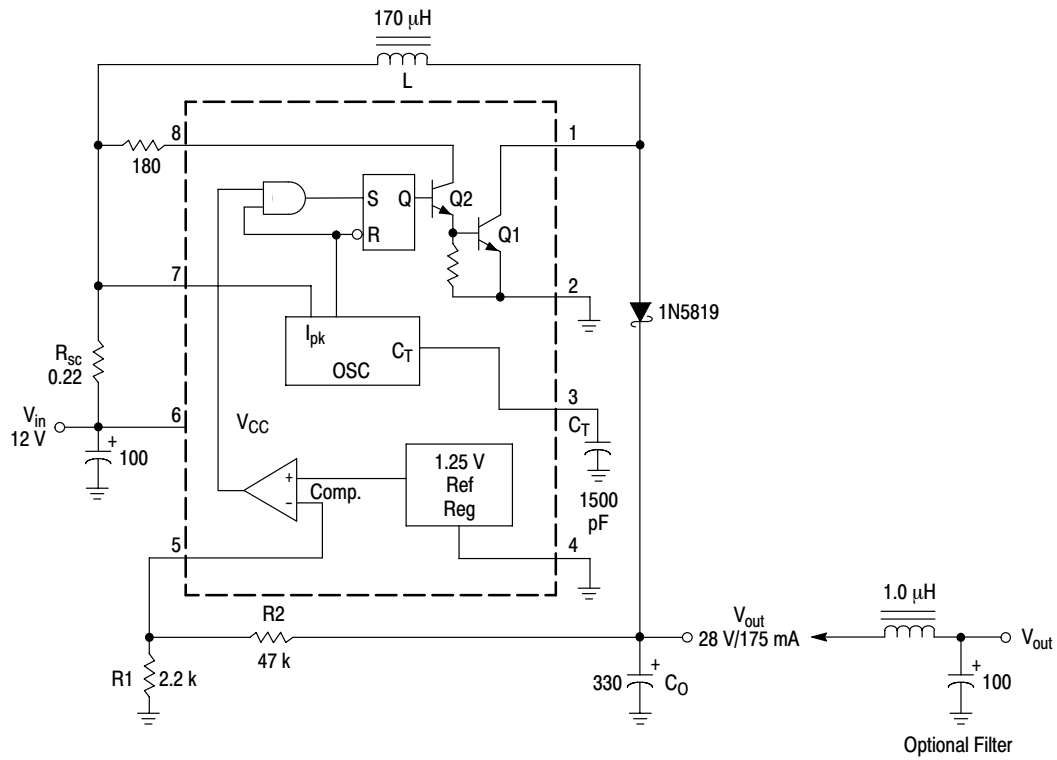 170 μH
L
180
8
1
S
Q
R
Q2
Q1
7
2
1N5819
Ipk
CT
OSC
Rsc
0.22
3
CT
Vin
12 V
6
VCC
+
100
1.25 V
Ref
Reg
+
-
Comp.
1500
pF
5
4
R2
47 k
1.0 μH
Vout
28 V/175 mA
Vout
R1
2.2 k
330
+
CO
+
100
Optional Filter